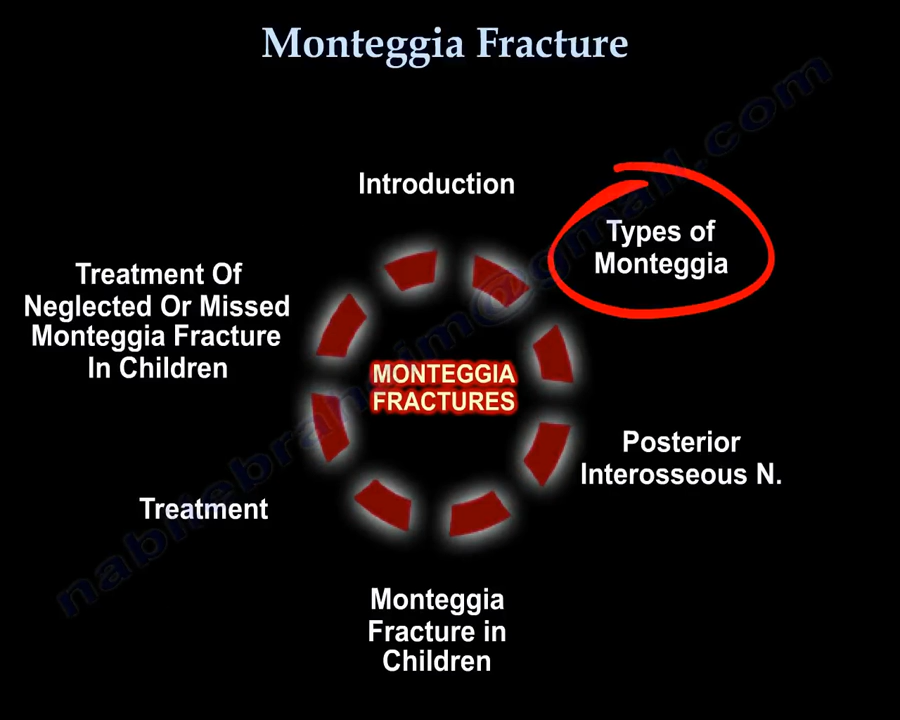 Monteggia Fracture
Introduction
Types of
Monteggia
Treatment Of
Neglected Or Missed
Monteggia Fracture
In Children
MONTEGGIA
FRACTURES
Posterior
Interosseous N.
Treatment
Monteggia
Fracture in
Children